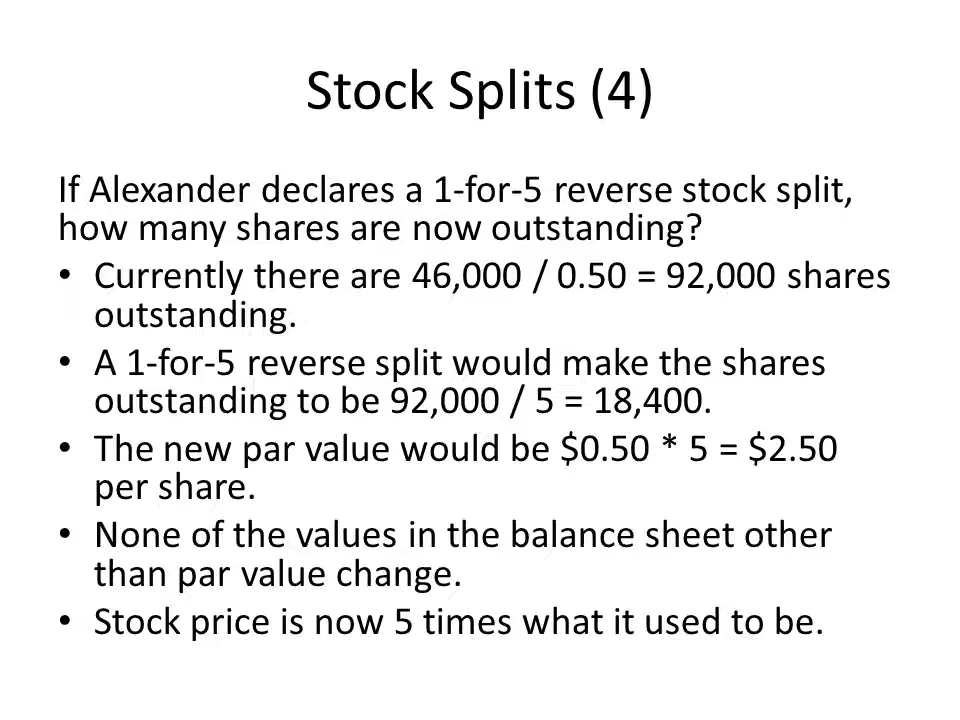 Stock Splits (4)
If Alexander declares a 1-for-5 reverse stock split,
how many shares are now outstanding?
• Currently there are 46,000 / 0.50 = 92,000 shares
outstanding.
• A 1-for-5 reverse split would make the shares
outstanding to be 92,000 / 5 = 18,400.
• The new par value would be $0.50 * 5 = $2.50
per share.
• None of the values in the balance sheet other
than par value change.
• Stock price is now 5 times what it used to be.